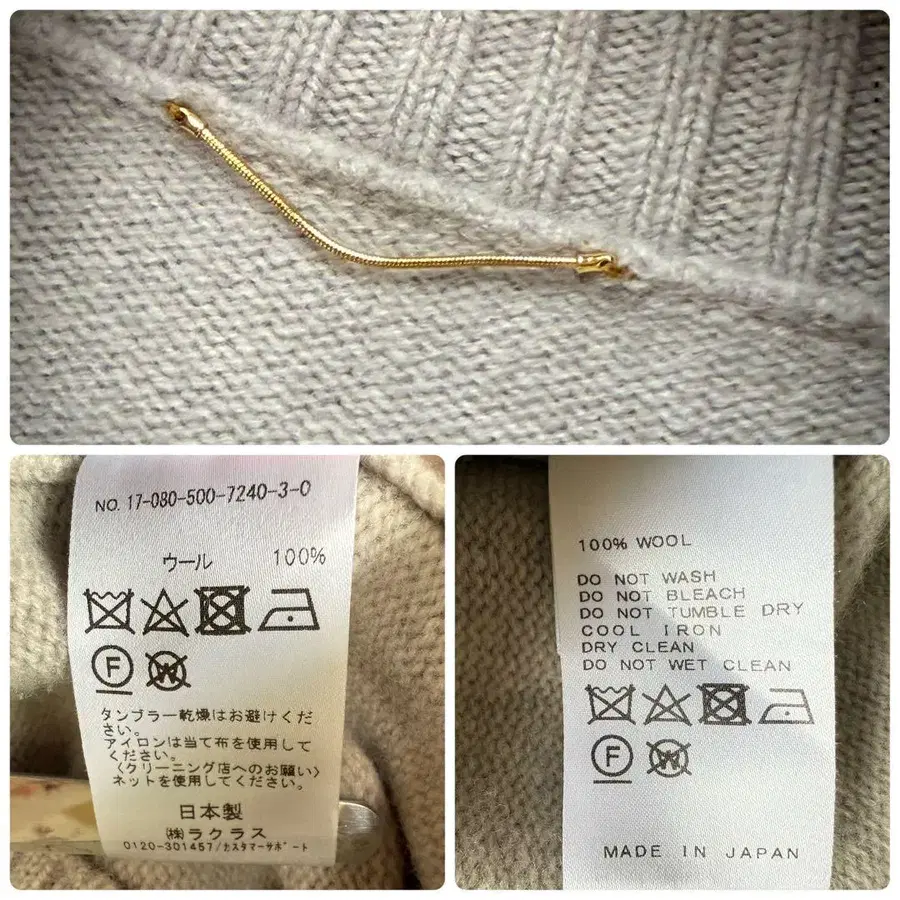 NO. 17-080-500-7240-3-0
ウール 100%
F
W
タンブラー乾燥はお避けくだ
さい。
アイロンは当て布を使用して
ください。
〈クリーニング店へのお願い〉
ネットを使用してください。
日本製
㈱ラクラス
0120-301457/ｶｽﾀﾏｰｻﾎﾟｰﾄ
100% WOOL
DO NOT WASH
DO NOT BLEACH
DO NOT TUMBLE DRY
COOL IRON
DRY CLEAN
DO NOT WET CLEAN
F
W
MADE IN JAPAN